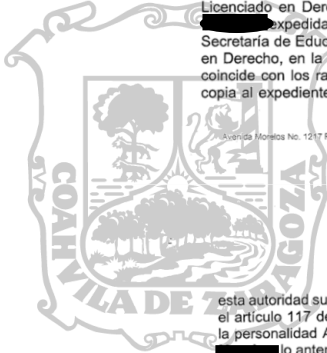 Licenciado en Der
expedida
Secretaría de Educ
en Derecho, en la
coincide con los ra
copia al expediente
Avenida Morelos No. 1217 P
COAHVILA DE ZARAGOZA
esta autoridad su
el artículo 117 de
la personalidad A
lo anter